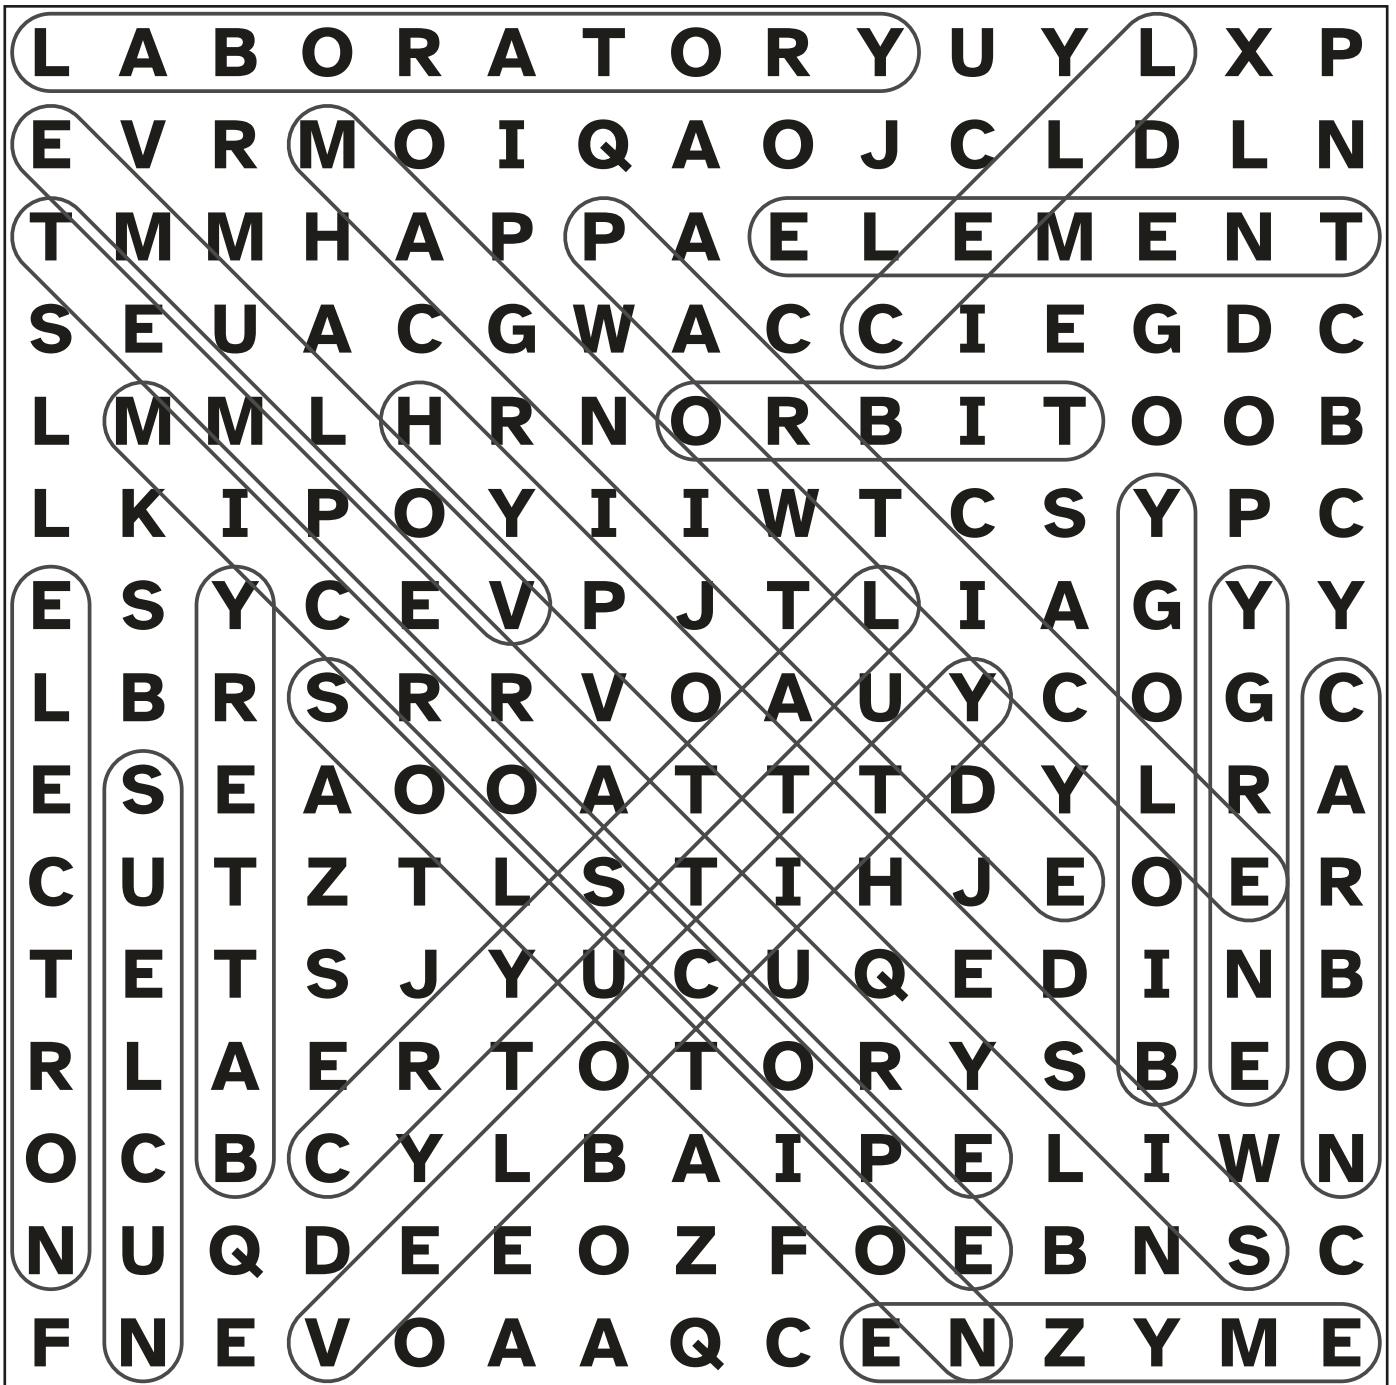 L A B O R A T O R Y U Y L X P
E V R M O I Q A O J C L D L N
T M M H A P P A E L E M E N T
S E U A C G W A C C I E G D C
L M M L H R N O R B I T O O B
L K I P O Y I I W T C S Y P C
E S Y C E V P J T L I A G Y Y
L B R S R R V O A U Y C O G C
E S E A O O A T T T D Y L R A
C U T Z T L S T I H J E O E R
T E T S J Y U C U Q E D I N B
R L A E R T O T O R Y S B E O
O C B C Y L B A I P E L I W N
N U Q D E E O Z F O E B N S C
F N E V O A A Q C E N Z Y M E